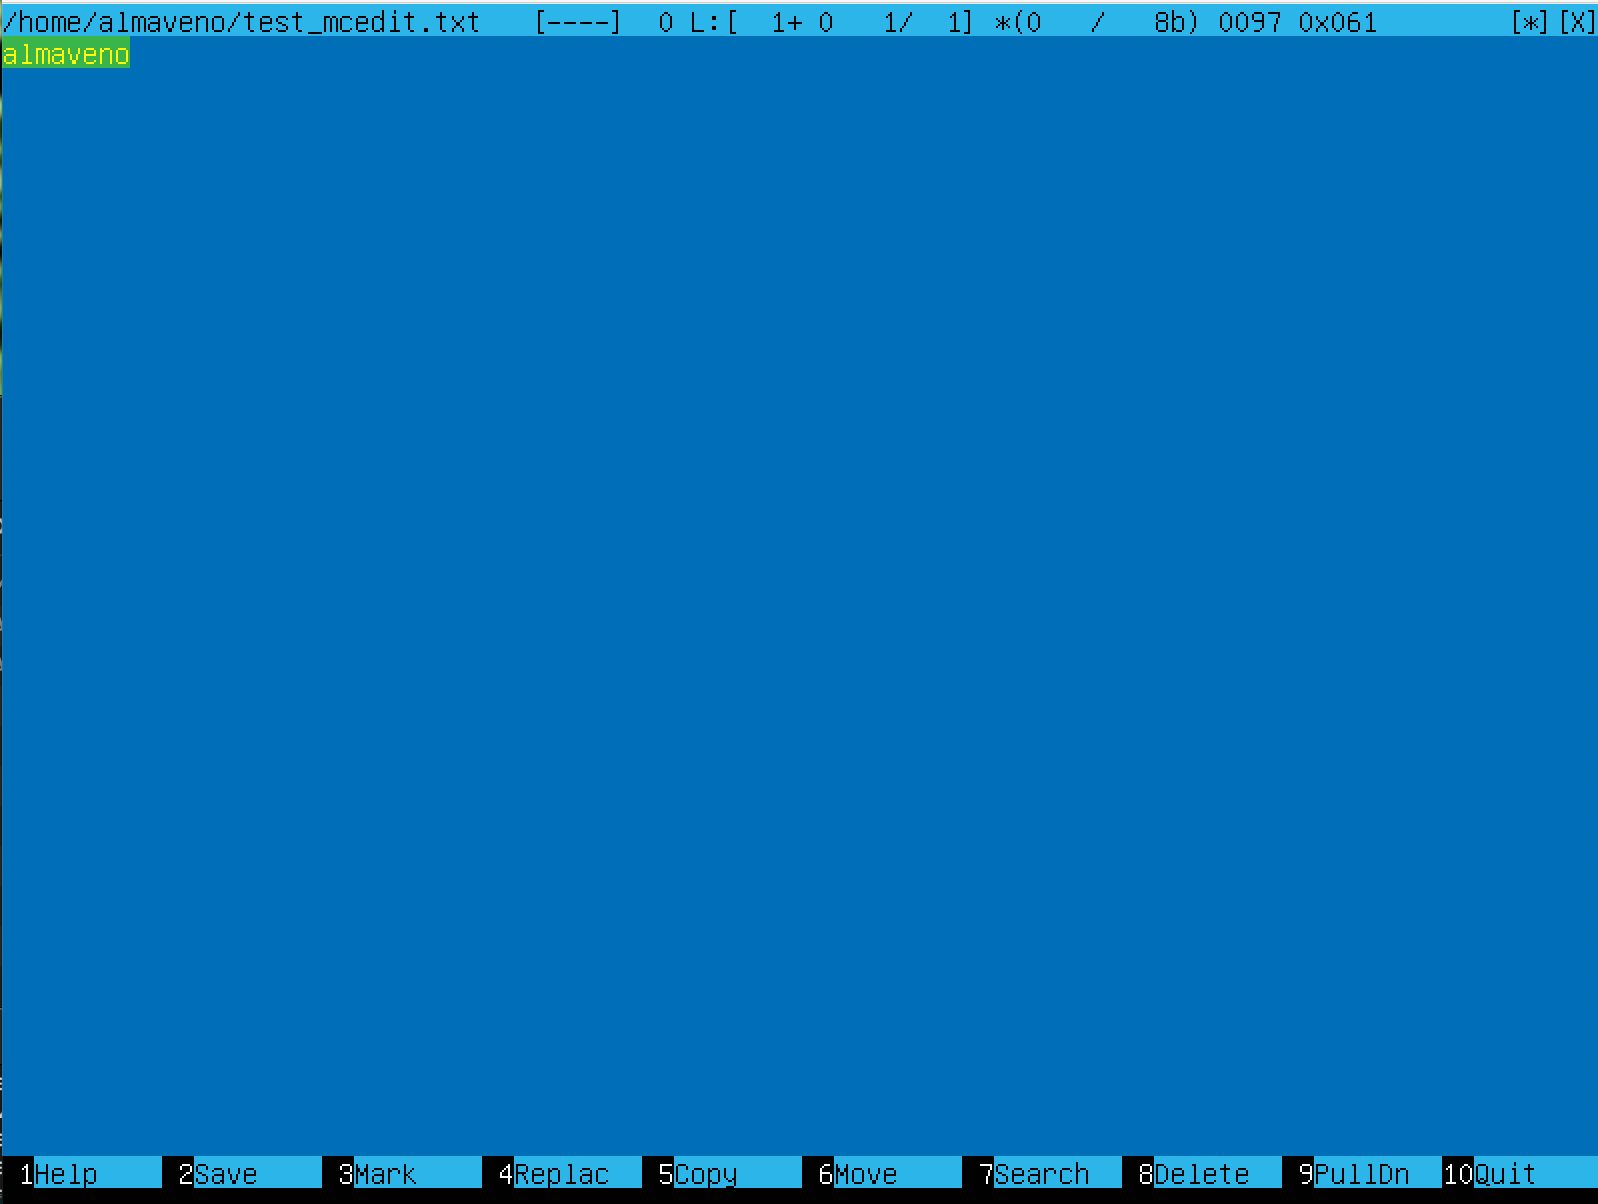 /home/almaveno/test_mcedit.txt [----] 0 L:[ 1+ 0 1/ 1] *(0 / 8b) 0097 0x061 [*][X]
almaveno
1Help 2Save 3Mark 4Replac 5Copy 6Move 7Search 8Delete 9PullDn 10Quit